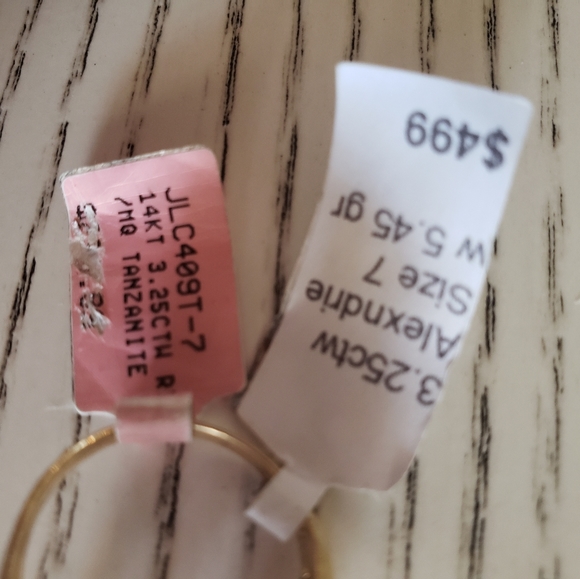 JLC409T-7
14KT 3.25CTW R
/MQ TANZANITE
3.25ctw
Alexndrie
Size 7
W 5.45 gr
$499